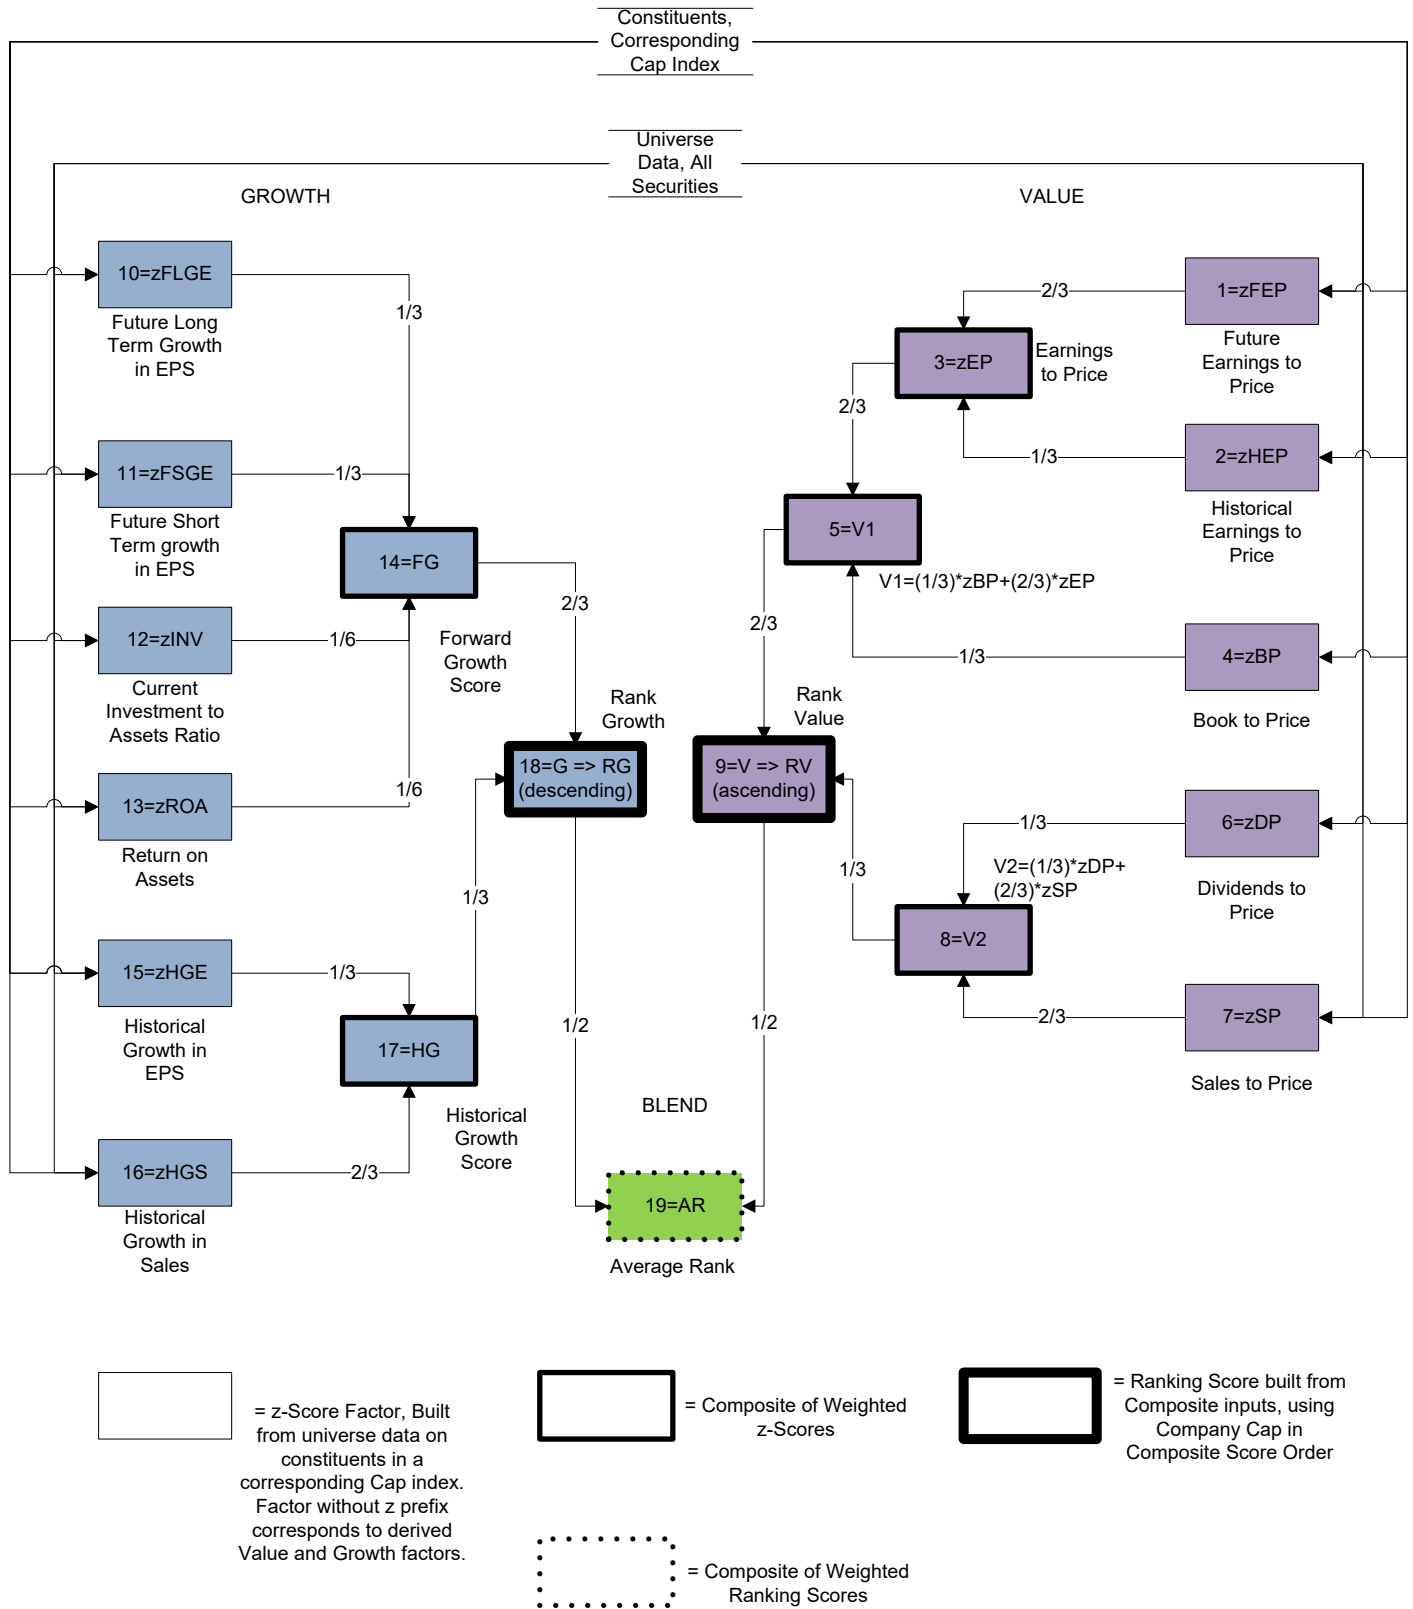 Constituents,
Corresponding
Cap Index
Universe
Data, All
Securities
GROWTH
VALUE
10=zFLGE
Future Long
Term Growth
in EPS
1/3
11=zFSGE
Future Short
Term growth
in EPS
1/3
14=FG
Forward
Growth
Score
2/3
12=zINV
Current
Investment to
Assets Ratio
1/6
13=zROA
Return on
Assets
1/6
Rank
Growth
18=G => RG
(descending)
1/3
15=zHGE
Historical
Growth in
EPS
1/3
17=HG
Historical
Growth
Score
16=zHGS
Historical
Growth in
Sales
2/3
1/2
1=zFEP
Future
Earnings to
Price
2/3
3=zEP
Earnings
to Price
2/3
2=zHEP
Historical
Earnings to
Price
1/3
5=V1
V1=(1/3)*zBP+(2/3)*zEP
2/3
4=zBP
Book to Price
1/3
Rank
Value
9=V => RV
(ascending)
6=zDP
Dividends to
Price
1/3
V2=(1/3)*zDP+
(2/3)*zSP
1/3
8=V2
7=zSP
Sales to Price
2/3
1/2
BLEND
19=AR
Average Rank
= z-Score Factor, Built
from universe data on
constituents in a
corresponding Cap index.
Factor without z prefix
corresponds to derived
Value and Growth factors.
= Composite of Weighted
z-Scores
= Ranking Score built from
Composite inputs, using
Company Cap in
Composite Score Order
= Composite of Weighted
Ranking Scores